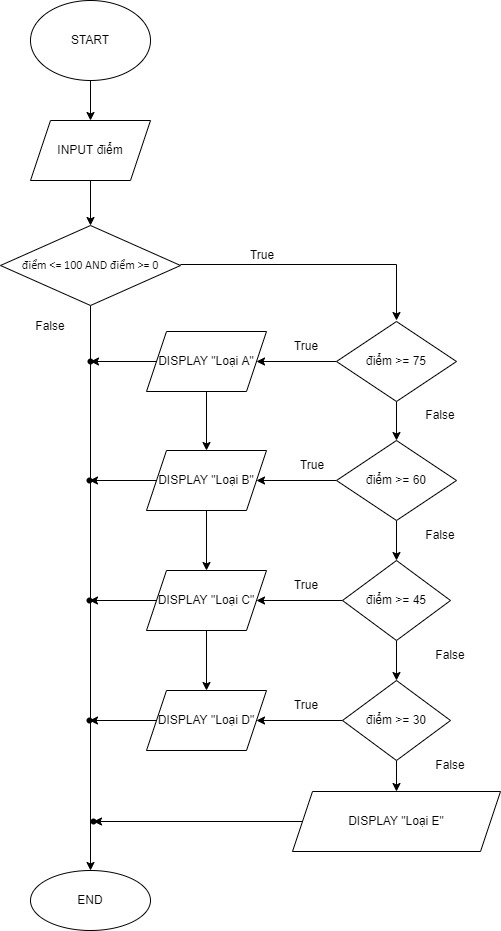 START
INPUT điểm
điểm <= 100 AND điểm >= 0
True
False
DISPLAY "Loại A"
True
điểm >= 75
False
DISPLAY "Loại B"
True
điểm >= 60
False
DISPLAY "Loại C"
True
điểm >= 45
False
DISPLAY "Loại D"
True
điểm >= 30
False
DISPLAY "Loại E"
END